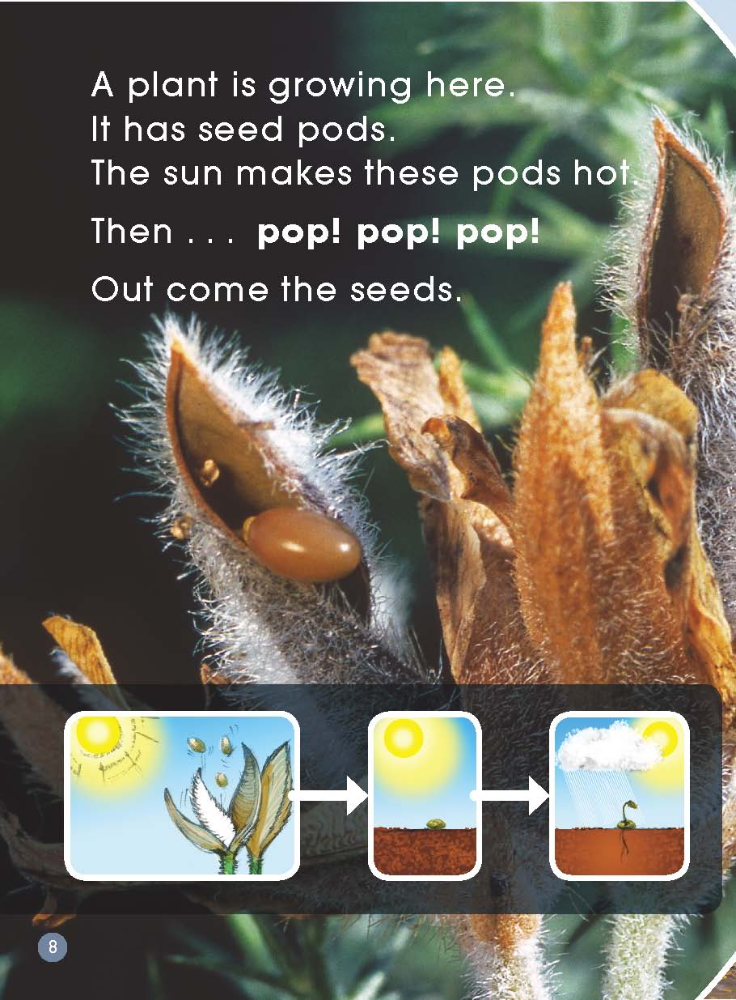 A plant is growing here.
It has seed pods.
The sun makes these pods hot.
Then . . . pop! pop! pop!
Out come the seeds.
8